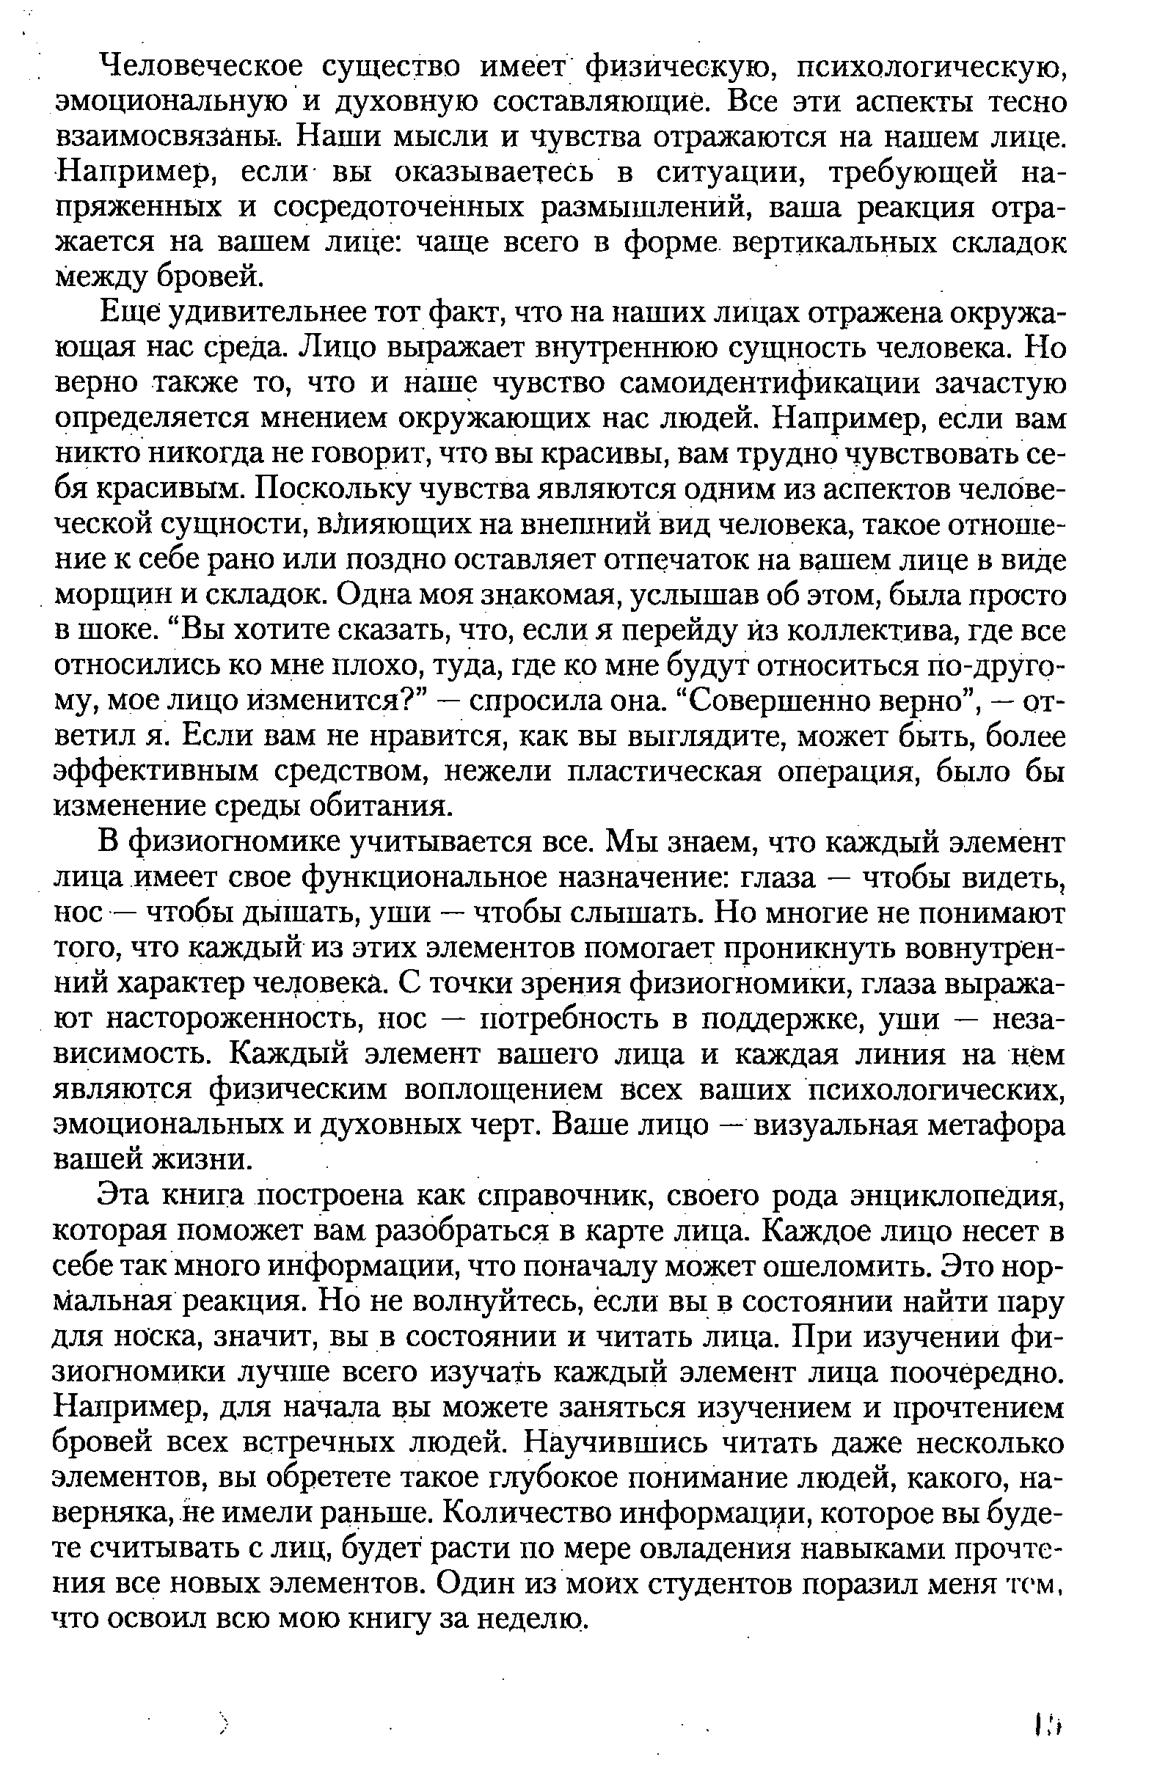 Человеческое существо имеет физическую, психологическую,
эмоциональную и духовную составляющие. Все эти аспекты тесно
взаимосвязаны. Наши мысли и чувства отражаются на нашем лице.
Например, если вы оказываетесь в ситуации, требующей на-
пряженных и сосредоточенных размышлений, ваша реакция отра-
жается на вашем лице: чаще всего в форме вертикальных складок
между бровей.
Еще удивительнее тот факт, что на наших лицах отражена окружа-
ющая нас среда. Лицо выражает внутреннюю сущность человека. Но
верно также то, что и наше чувство самоидентификации зачастую
определяется мнением окружающих нас людей. Например, если вам
никто никогда не говорит, что вы красивы, вам трудно чувствовать се-
бя красивым. Поскольку чувства являются одним из аспектов челове-
ческой сущности, влияющих на внешний вид человека, такое отноше-
ние к себе рано или поздно оставляет отпечаток на вашем лице в виде
морщин и складок. Одна моя знакомая, услышав об этом, была просто
в шоке. “Вы хотите сказать, что, если я перейду из коллектива, где все
относились ко мне плохо, туда, где ко мне будут относиться по-друго-
му, мое лицо изменится?” — спросила она. “Совершенно верно”, — от-
ветил я. Если вам не нравится, как вы выглядите, может быть, более
эффективным средством, нежели пластическая операция, было бы
изменение среды обитания.
В физиогномике учитывается все. Мы знаем, что каждый элемент
лица имеет свое функциональное назначение: глаза — чтобы видеть,
нос — чтобы дышать, уши — чтобы слышать. Но многие не понимают
того, что каждый из этих элементов помогает проникнуть вовнутрен-
ний характер человека. С точки зрения физиогномики, глаза выража-
ют настороженность, нос — потребность в поддержке, уши — неза-
висимость. Каждый элемент вашего лица и каждая линия на нем
являются физическим воплощением всех ваших психологических,
эмоциональных и духовных черт. Ваше лицо — визуальная метафора
вашей жизни.
Эта книга построена как справочник, своего рода энциклопедия,
которая поможет вам разобраться в карте лица. Каждое лицо несет в
себе так много информации, что поначалу может ошеломить. Это нор-
мальная реакция. Но не волнуйтесь, если вы в состоянии найти пару
для носка, значит, вы в состоянии и читать лица. При изучении фи-
зиогномики лучше всего изучать каждый элемент лица поочередно.
Например, для начала вы можете заняться изучением и прочтением
бровей всех встречных людей. Научившись читать даже несколько
элементов, вы обретете такое глубокое понимание людей, какого, на-
верняка, не имели раньше. Количество информации, которое вы буде-
те считывать с лиц, будет расти по мере овладения навыками прочте-
ния все новых элементов. Один из моих студентов поразил меня тем,
что освоил всю мою книгу за неделю.
15